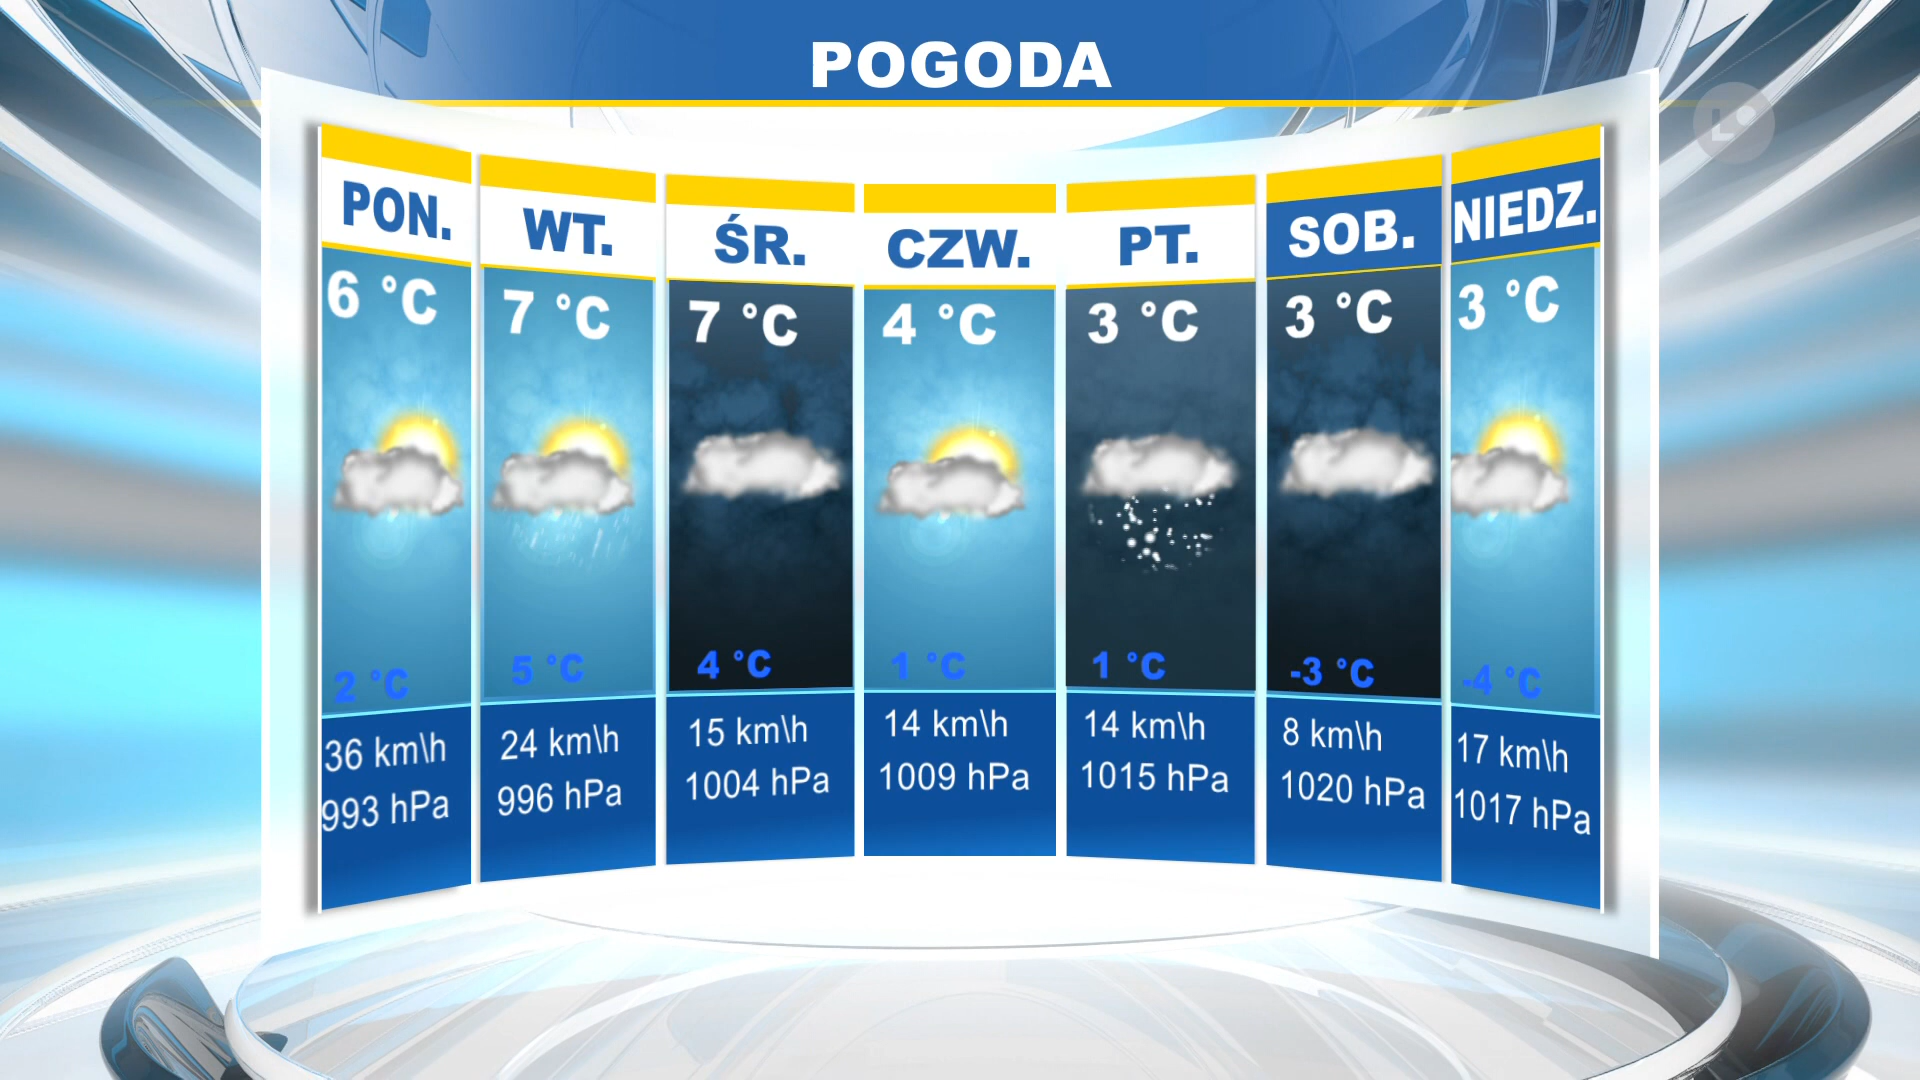 POGODA
PON.
6 °C
2 °C
36 km\h
993 hPa
WT.
7 °C
5 °C
24 km\h
996 hPa
ŚR.
7 °C
4 °C
15 km\h
1004 hPa
CZW.
4 °C
1 °C
14 km\h
1009 hPa
PT.
3 °C
1 °C
14 km\h
1015 hPa
SOB.
3 °C
-3 °C
8 km\h
1020 hPa
NIEDZ.
3 °C
-4 °C
17 km\h
1017 hPa
L